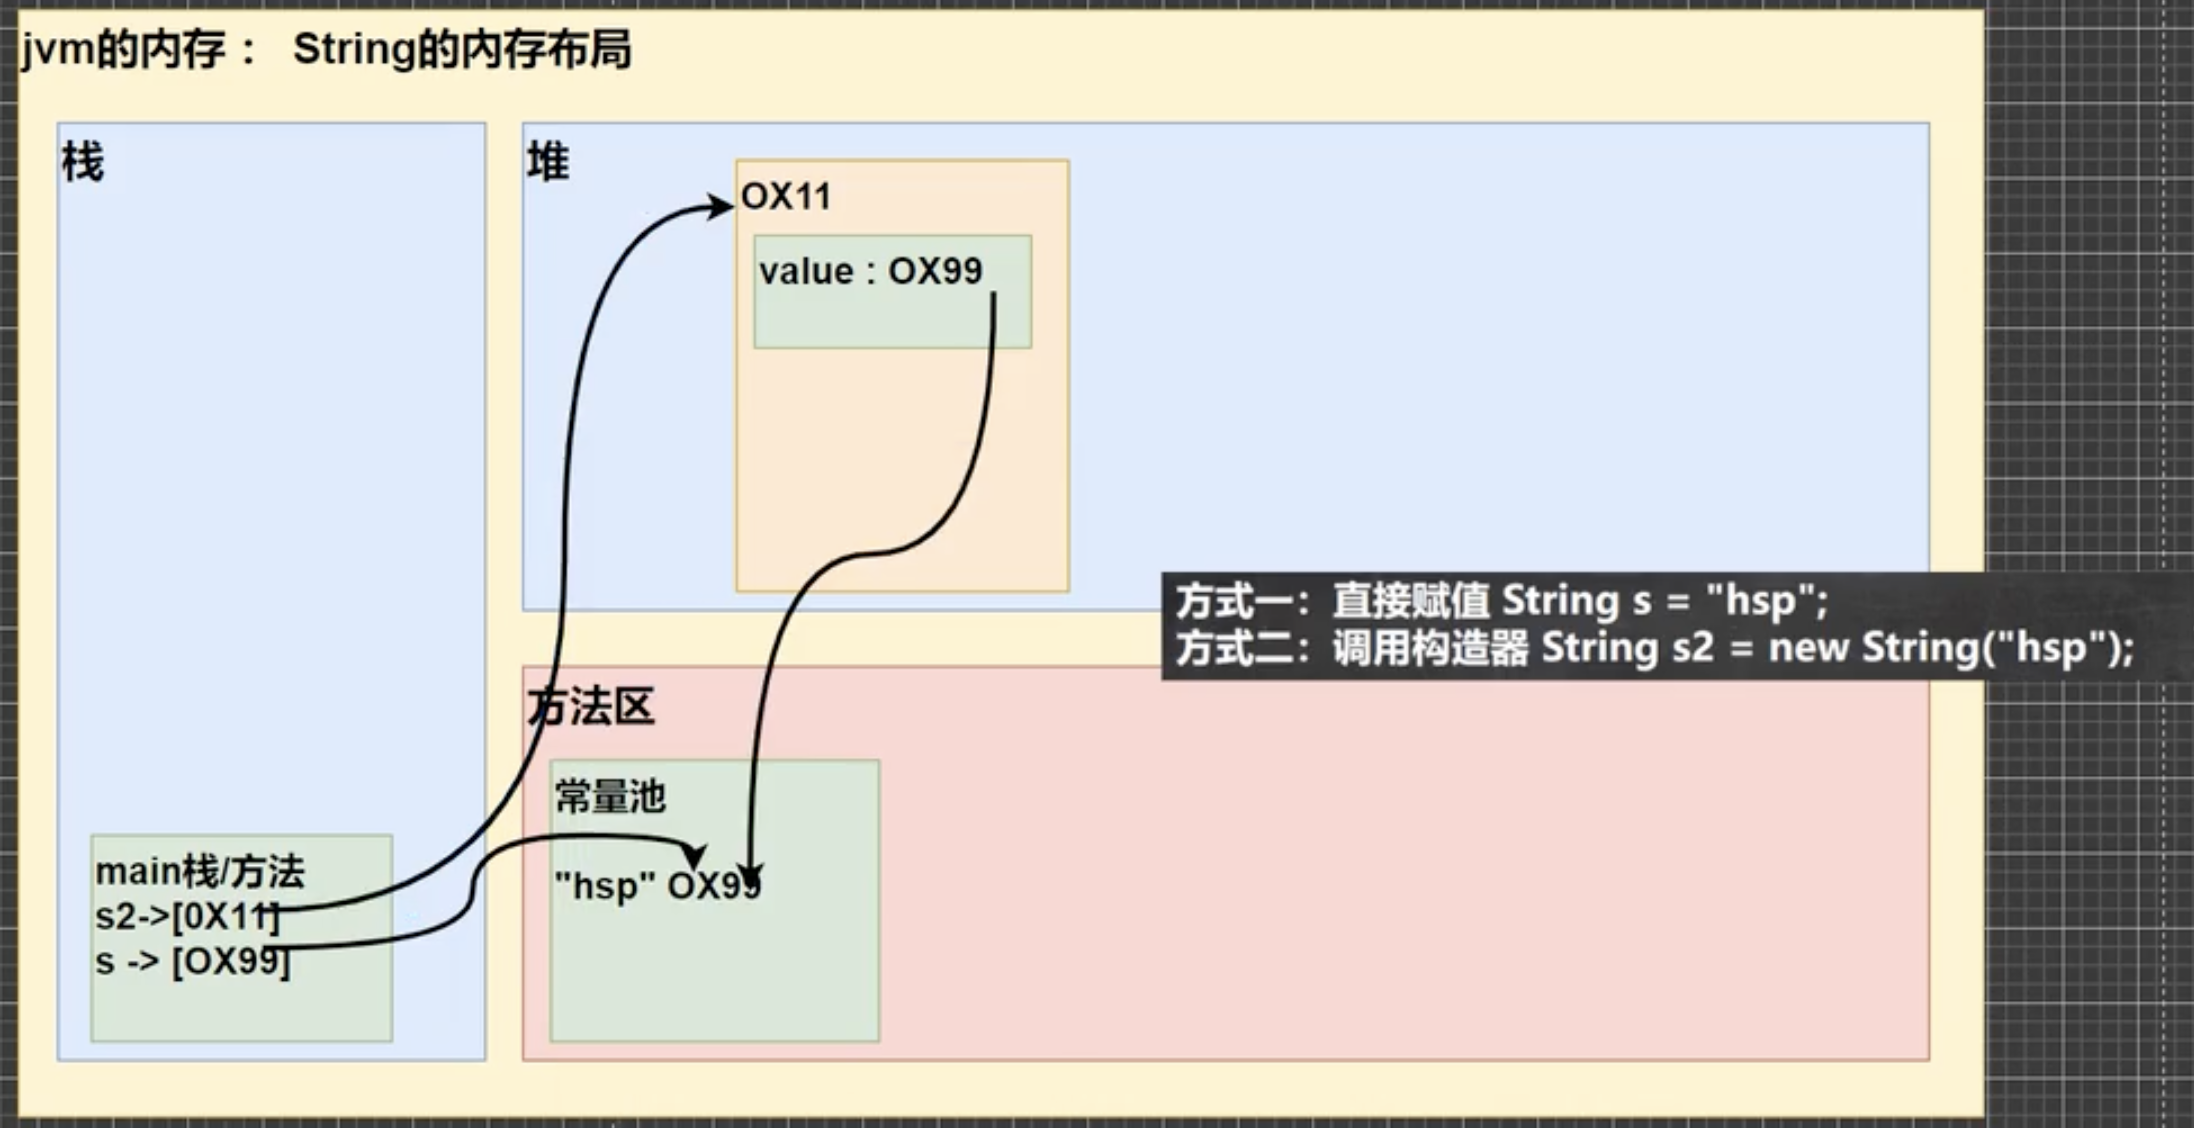 jvm的内存： String的内存布局
栈
堆
OX11
value : OX99
方式一：直接赋值 String s = "hsp";
方式二：调用构造器 String s2 = new String("hsp");
方法区
常量池
"hsp" OX99
main栈/方法
s2->[0X11]
s -> [OX99]